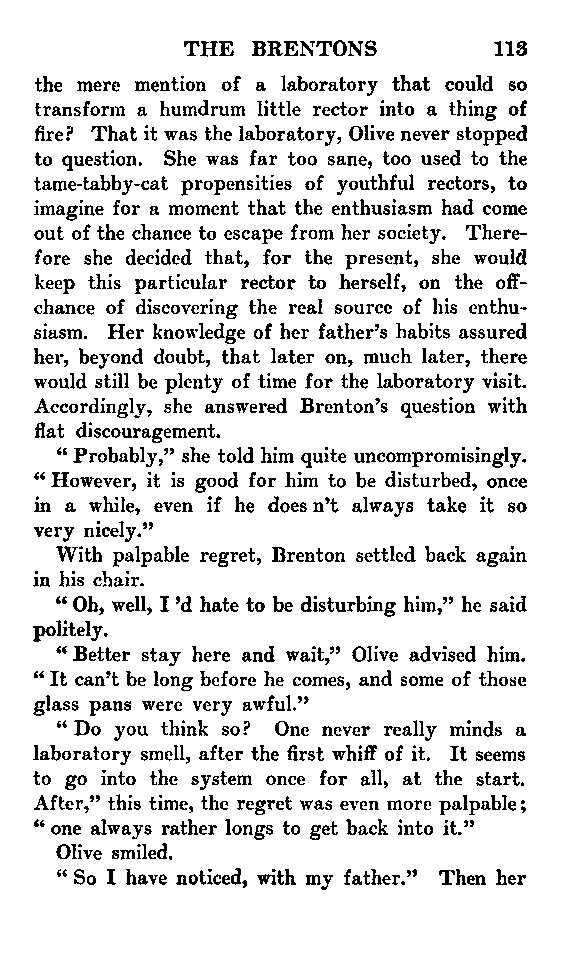 THE BRENTONS 113
the mere mention of a laboratory that could so
transform a humdrum little rector into a thing of
fire? That it was the laboratory, Olive never stopped
to question. She was far too sane, too used to the
tame-tabby-cat propensities of youthful rectors, to
imagine for a moment that the enthusiasm had come
out of the chance to escape from her society. There-
fore she decided that, for the present, she would
keep this particular rector to herself, on the off-
chance of discovering the real source of his enthu-
siasm. Her knowledge of her father's habits assured
her, beyond doubt, that later on, much later, there
would still be plenty of time for the laboratory visit.
Accordingly, she answered Brenton's question with
flat discouragement.
“ Probably,” she told him quite uncompromisingly.
“ However, it is good for him to be disturbed, once
in a while, even if he does n't always take it so
very nicely.”
With palpable regret, Brenton settled back again
in his chair.
“ Oh, well, I 'd hate to be disturbing him,” he said
politely.
“ Better stay here and wait,” Olive advised him.
“ It can't be long before he comes, and some of those
glass pans were very awful.”
“ Do you think so? One never really minds a
laboratory smell, after the first whiff of it. It seems
to go into the system once for all, at the start.
After,” this time, the regret was even more palpable;
“ one always rather longs to get back into it.”
Olive smiled.
“ So I have noticed, with my father.” Then her